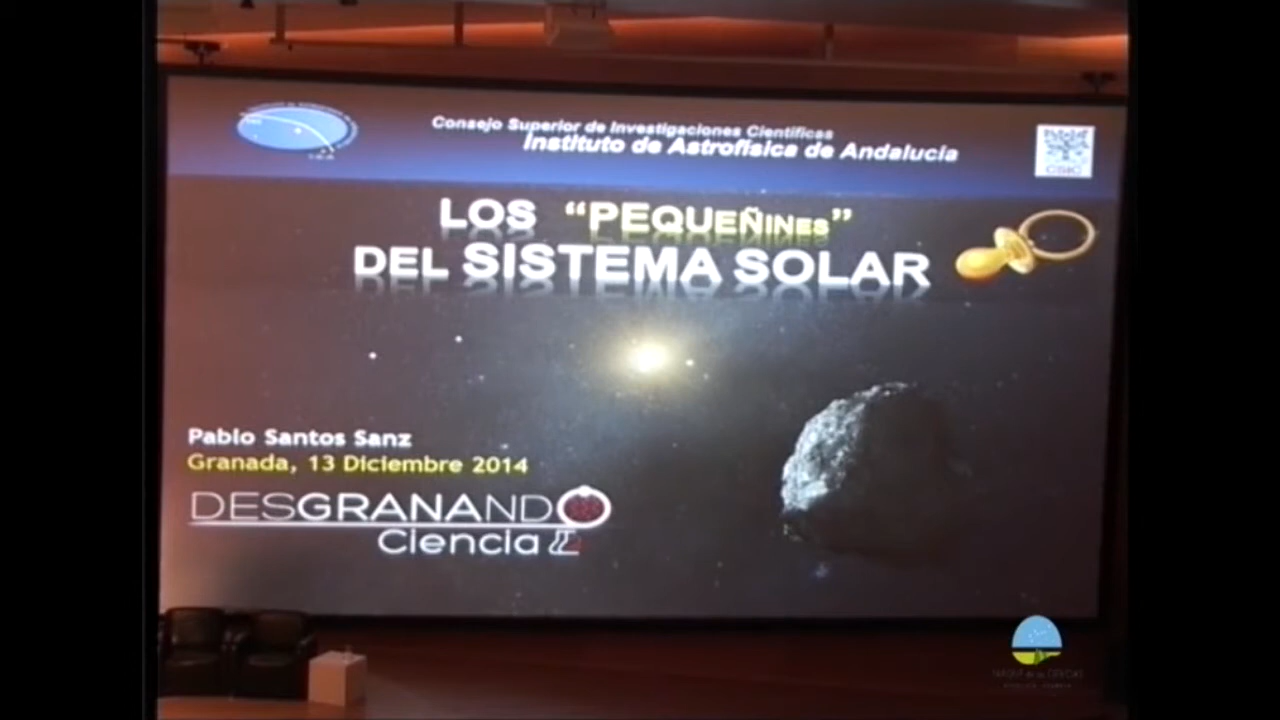 Consejo Superior de Investigaciones Científicas
Instituto de Astrofísica de Andalucía
CSIC
LOS "PEQUEÑINES"
DEL SISTEMA SOLAR
Pablo Santos Sanz
Granada, 13 Diciembre 2014
DESGRANANDO
Ciencia